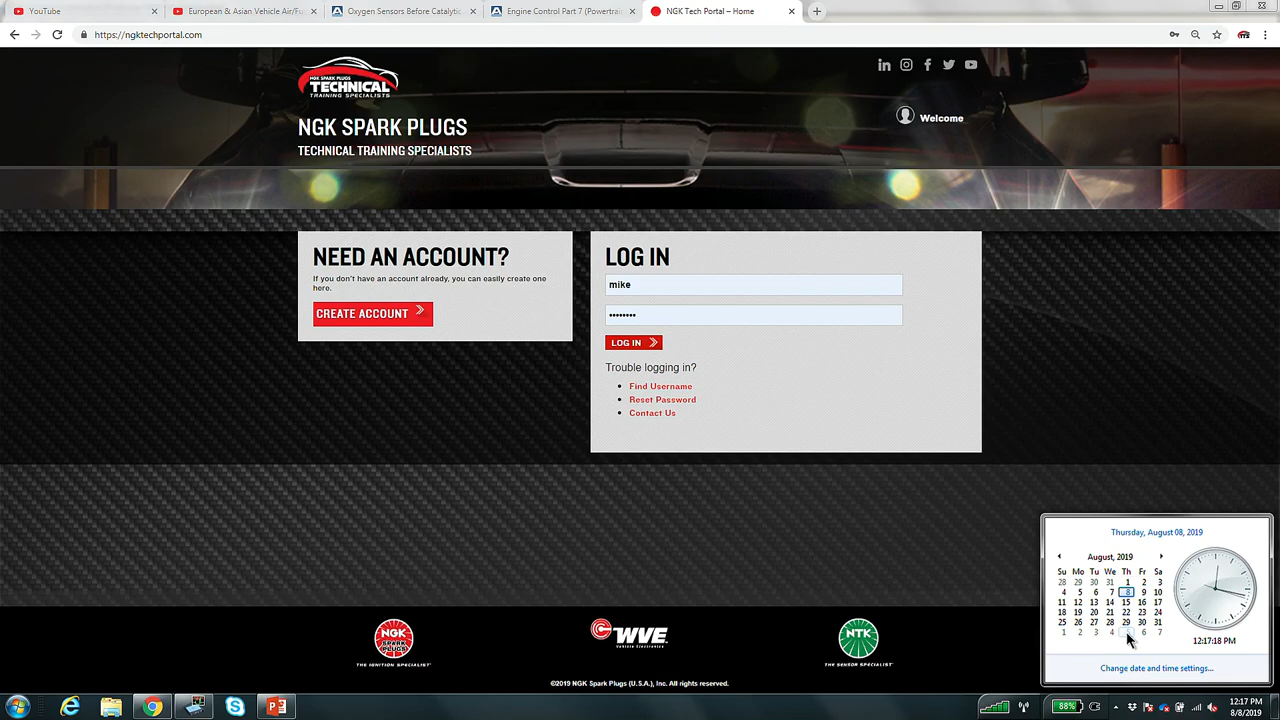 YouTube
European & Asian Vehicle Air/Fu
Oxygen Sensors Before Catalytic
Engine Control Part 7 (Powertrai
NGK Tech Portal – Home
https://ngktechportal.com
NGK SPARK PLUGS
TECHNICAL
TRAINING SPECIALISTS
Welcome
NGK SPARK PLUGS
TECHNICAL TRAINING SPECIALISTS
NEED AN ACCOUNT?
If you don't have an account already, you can easily create one
here.
CREATE ACCOUNT
LOG IN
mike
••••••••
LOG IN
Trouble logging in?
• Find Username
• Reset Password
• Contact Us
Thursday, August 08, 2019
August, 2019
Su Mo Tu We Th Fr Sa
28 29 30 31 1 2 3
4 5 6 7 8 9 10
11 12 13 14 15 16 17
18 19 20 21 22 23 24
25 26 27 28 29 30 31
4 6 7
12:17:18 PM
Change date and time settings...
NGK
SPARK
PLUGS
THE IGNITION SPECIALIST
WVE
Vehicle Electronics
NTK
THE SENSOR SPECIALIST
©2019 NGK Spark Plugs (U.S.A.), Inc. All rights reserved.
88%
12:17 PM
8/8/2019